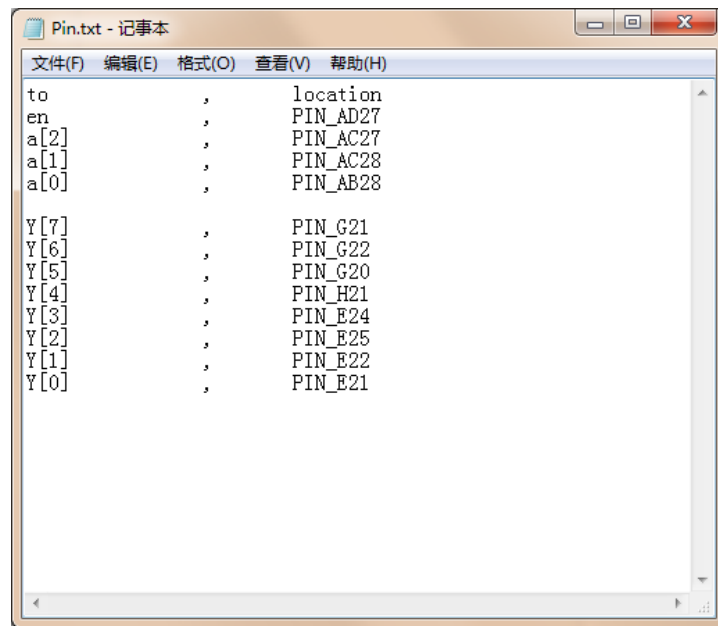 Pin.txt - 记事本
文件(F) 编辑(E) 格式(O) 查看(V) 帮助(H)
to , location
en , PIN_AD27
a[2] , PIN_AC27
a[1] , PIN_AC28
a[0] , PIN_AB28
Y[7] , PIN_G21
Y[6] , PIN_G22
Y[5] , PIN_G20
Y[4] , PIN_H21
Y[3] , PIN_E24
Y[2] , PIN_E25
Y[1] , PIN_E22
Y[0] , PIN_E21